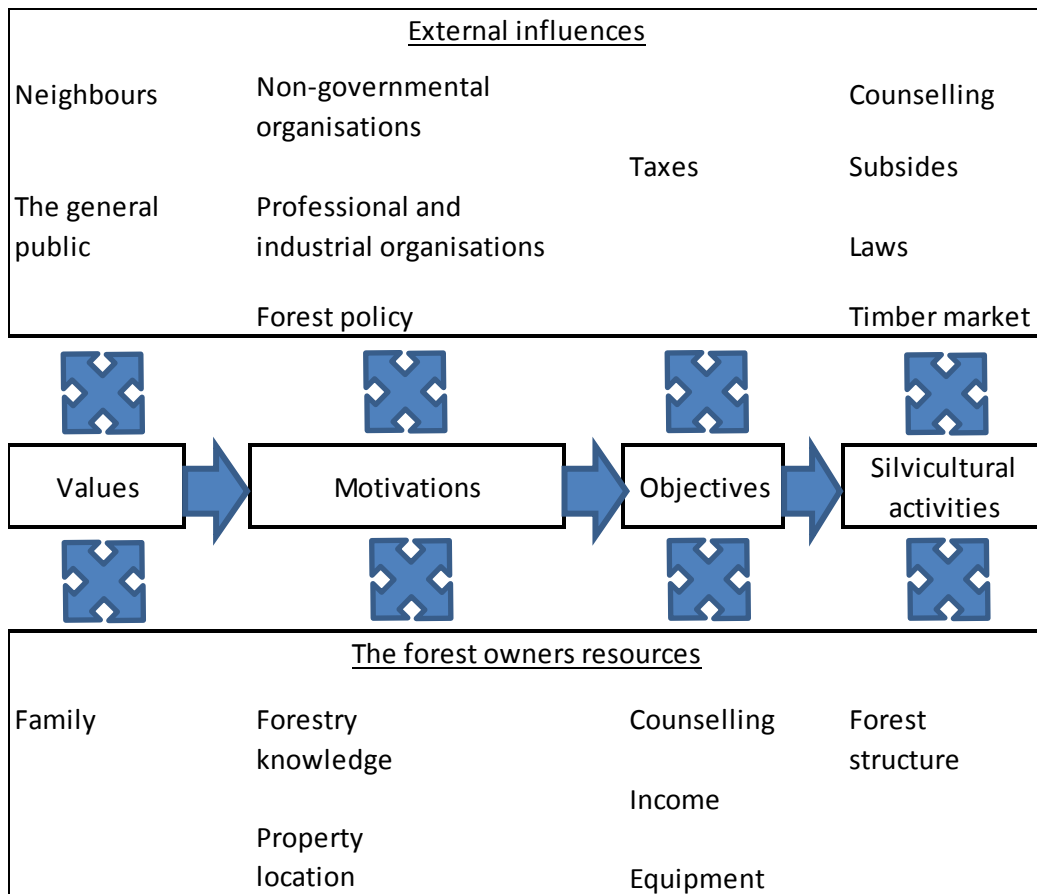 External influences
Neighbours
Non-governmental
organisations
Counselling
Taxes
Subsides
The general
public
Professional and
industrial organisations
Laws
Forest policy
Timber market
Values
Motivations
Objectives
Silvicultural
activities
The forest owners resources
Family
Forestry
knowledge
Counselling
Forest
structure
Income
Property
location
Equipment